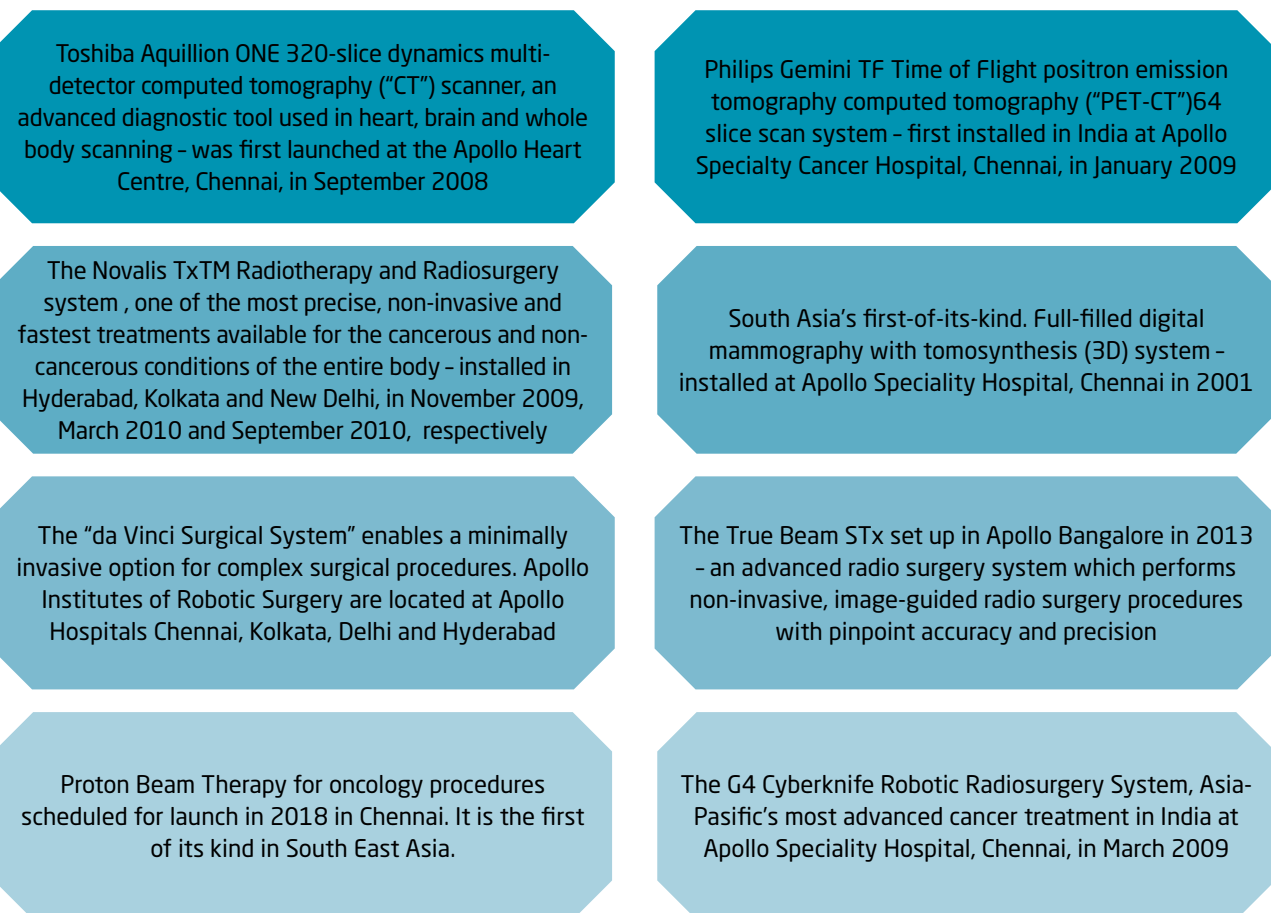 Toshiba Aquillion ONE 320-slice dynamics multi-
detector computed tomography (“CT”) scanner, an
advanced diagnostic tool used in heart, brain and whole
body scanning – was first launched at the Apollo Heart
Centre, Chennai, in September 2008
Philips Gemini TF Time of Flight positron emission
tomography computed tomography (“PET-CT”)64
slice scan system – first installed in India at Apollo
Specialty Cancer Hospital, Chennai, in January 2009
The Novalis TxTM Radiotherapy and Radiosurgery
system , one of the most precise, non-invasive and
fastest treatments available for the cancerous and non-
cancerous conditions of the entire body – installed in
Hyderabad, Kolkata and New Delhi, in November 2009,
March 2010 and September 2010, respectively
South Asia’s first-of-its-kind. Full-filled digital
mammography with tomosynthesis (3D) system –
installed at Apollo Speciality Hospital, Chennai in 2001
The “da Vinci Surgical System” enables a minimally
invasive option for complex surgical procedures. Apollo
Institutes of Robotic Surgery are located at Apollo
Hospitals Chennai, Kolkata, Delhi and Hyderabad
The True Beam STx set up in Apollo Bangalore in 2013
– an advanced radio surgery system which performs
non-invasive, image-guided radio surgery procedures
with pinpoint accuracy and precision
Proton Beam Therapy for oncology procedures
scheduled for launch in 2018 in Chennai. It is the first
of its kind in South East Asia.
The G4 Cyberknife Robotic Radiosurgery System, Asia-
Pasific’s most advanced cancer treatment in India at
Apollo Speciality Hospital, Chennai, in March 2009